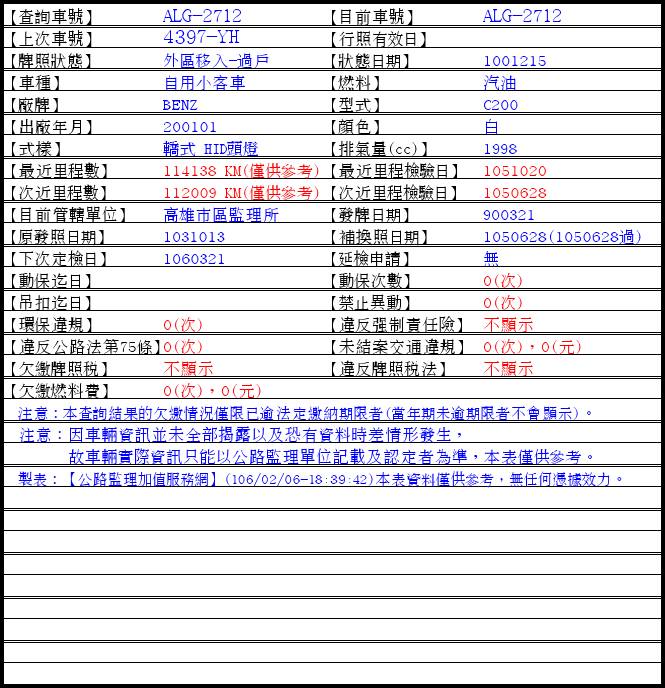 【查詢車號】 ALG-2712 【目前車號】 ALG-2712
【上次車號】 4397-YH 【行照有效日】
【牌照狀態】 外區移入-過戶 【狀態日期】 1001215
【車種】 自用小客車 【燃料】 汽油
【廠牌】 BENZ 【型式】 C200
【出廠年月】 200101 【顏色】 白
【式樣】 轎式 HID頭燈 【排氣量(cc)】 1998
【最近里程數】 114138 KM(僅供參考) 【最近里程檢驗日】 1051020
【次近里程數】 112009 KM(僅供參考) 【次近里程檢驗日】 1050628
【目前管轄單位】 高雄市區監理所 【發牌日期】 900321
【原發照日期】 1031013 【補換照日期】 1050628(1050628過)
【下次定檢日】 1060321 【延檢申請】 無
【動保迄日】 【動保次數】 0(次)
【吊扣迄日】 【禁止異動】 0(次)
【環保違規】 0(次) 【違反強制責任險】 不顯示
【違反公路法第75條】 0(次) 【未結案交通違規】 0(次)，0(元)
【欠繳牌照稅】 不顯示 【違反牌照稅法】 不顯示
【欠繳燃料費】 0(次)，0(元)
注意：本查詢結果的欠繳情況僅限已逾法定繳納期限者(當年期未逾期限者不會顯示)。
注意：因車輛資訊並未全部揭露以及恐有資料時差情形發生，
故車輛實際資訊只能以公路監理單位記載及認定者為準，本表僅供參考。
製表：【公路監理加值服務網】(106/02/06-18:39:42)本表資料僅供參考，無任何憑據效力。